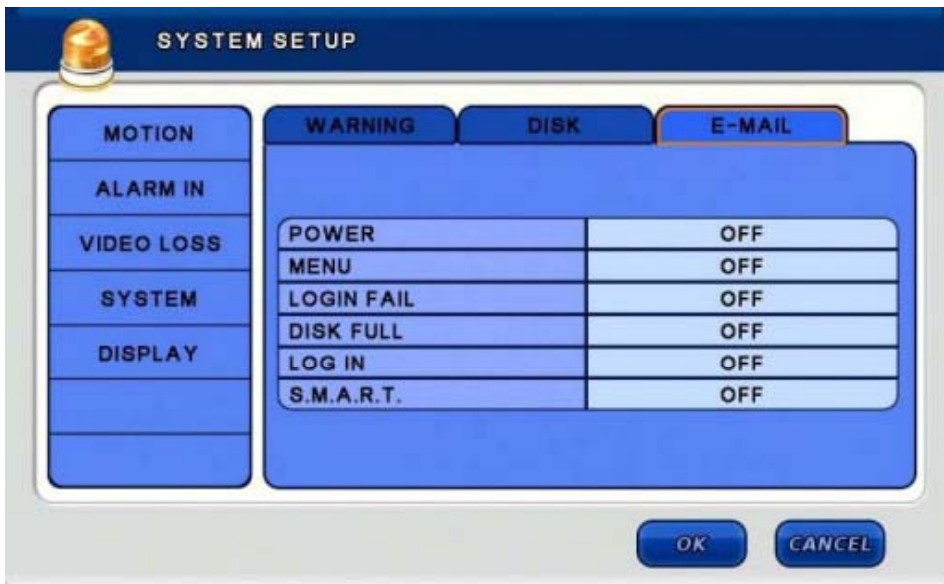 SYSTEM SETUP
MOTION
ALARM IN
VIDEO LOSS
SYSTEM
DISPLAY
WARNING DISK E-MAIL
POWER OFF
MENU OFF
LOGIN FAIL OFF
DISK FULL OFF
LOG IN OFF
S.M.A.R.T. OFF
OK CANCEL